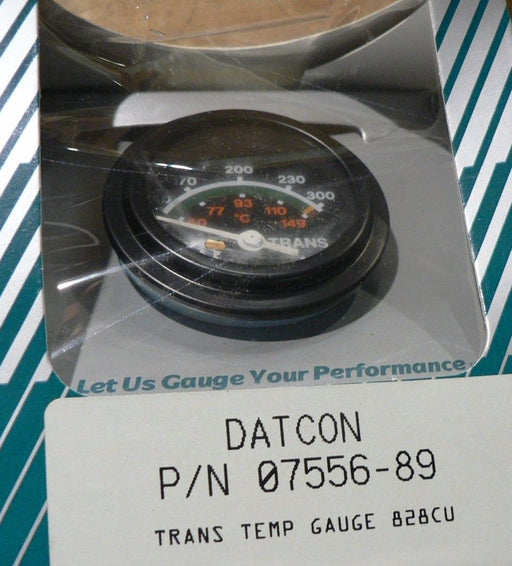 200
70 230
93 300
77 110
60 °C 149
TRANS
Let Us Gauge Your Performance
DATCON
P/N 07556-89
TRANS TEMP GAUGE 828CU